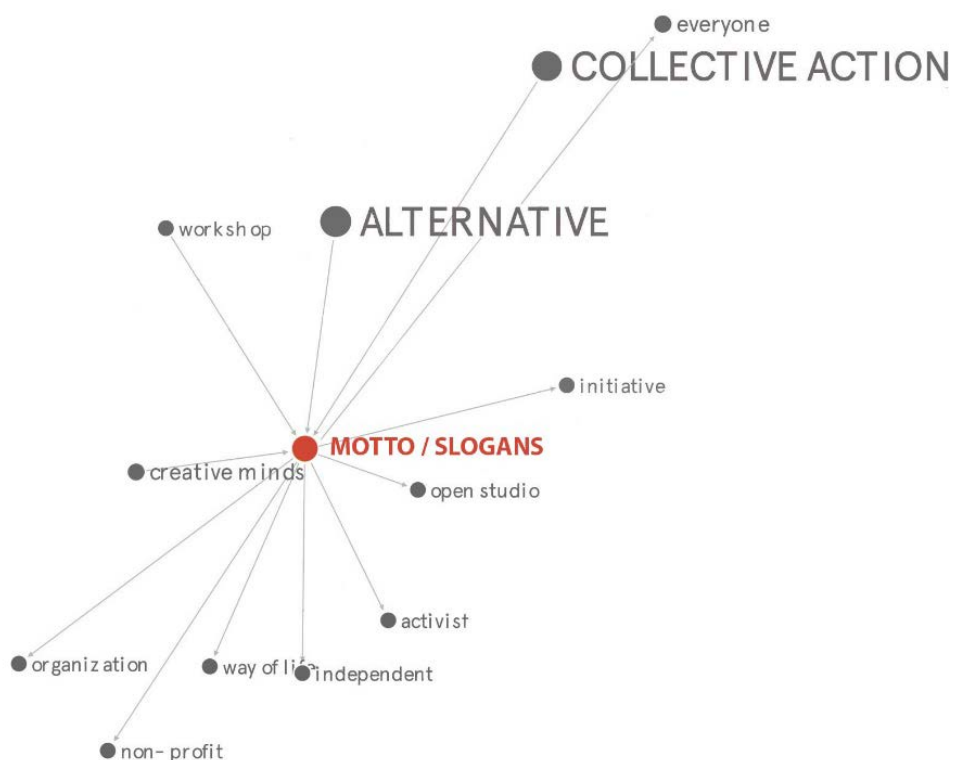 everyone
COLLECTIVE ACTION
ALTERNATIVE
workshop
initiative
MOTTO / SLOGANS
creative minds
open studio
activist
organization
way of life
independent
non- profit